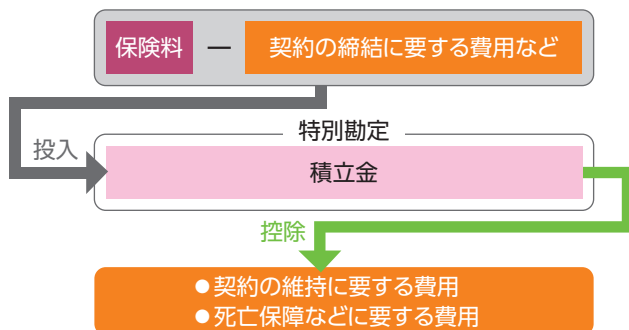 保険料 ー 契約の締結に要する費用など
特別勘定
投入
積立金
控除
●契約の維持に要する費用
●死亡保障などに要する費用